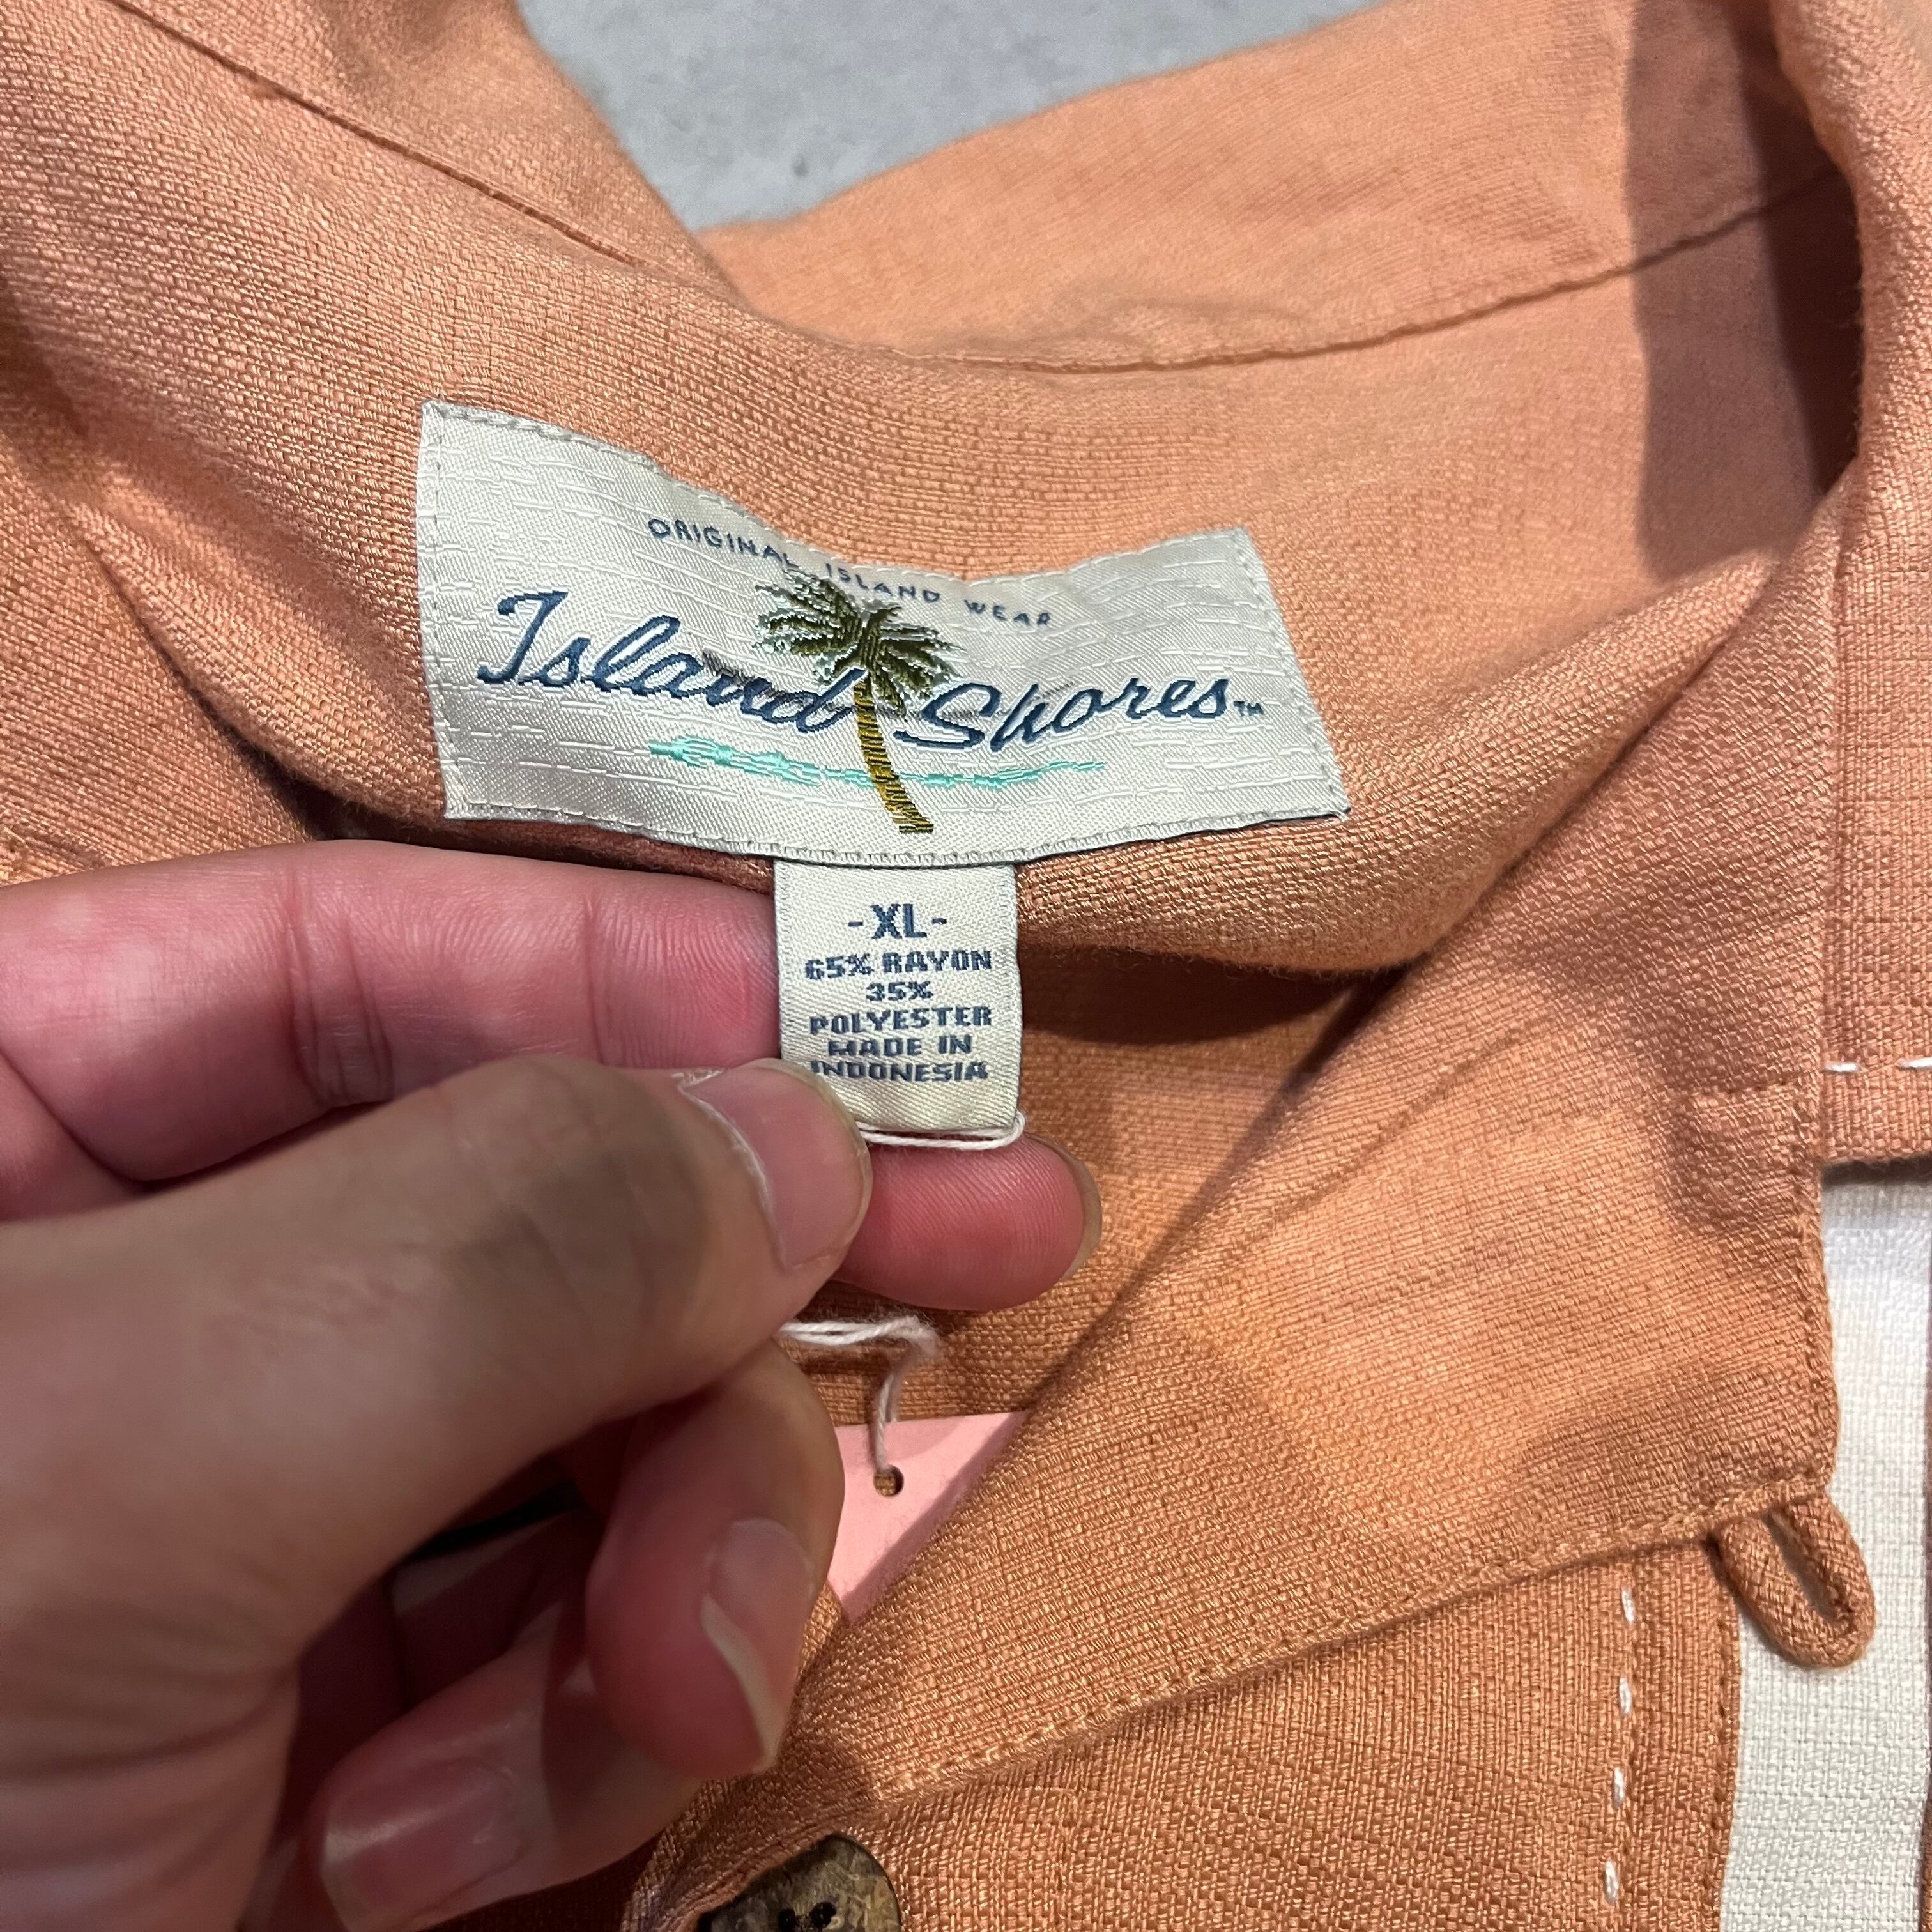 ORIGINAL ISLAND WEAR
Island Shores™
-XL-
65% RAYON
35%
POLYESTER
MADE IN
INDONESIA